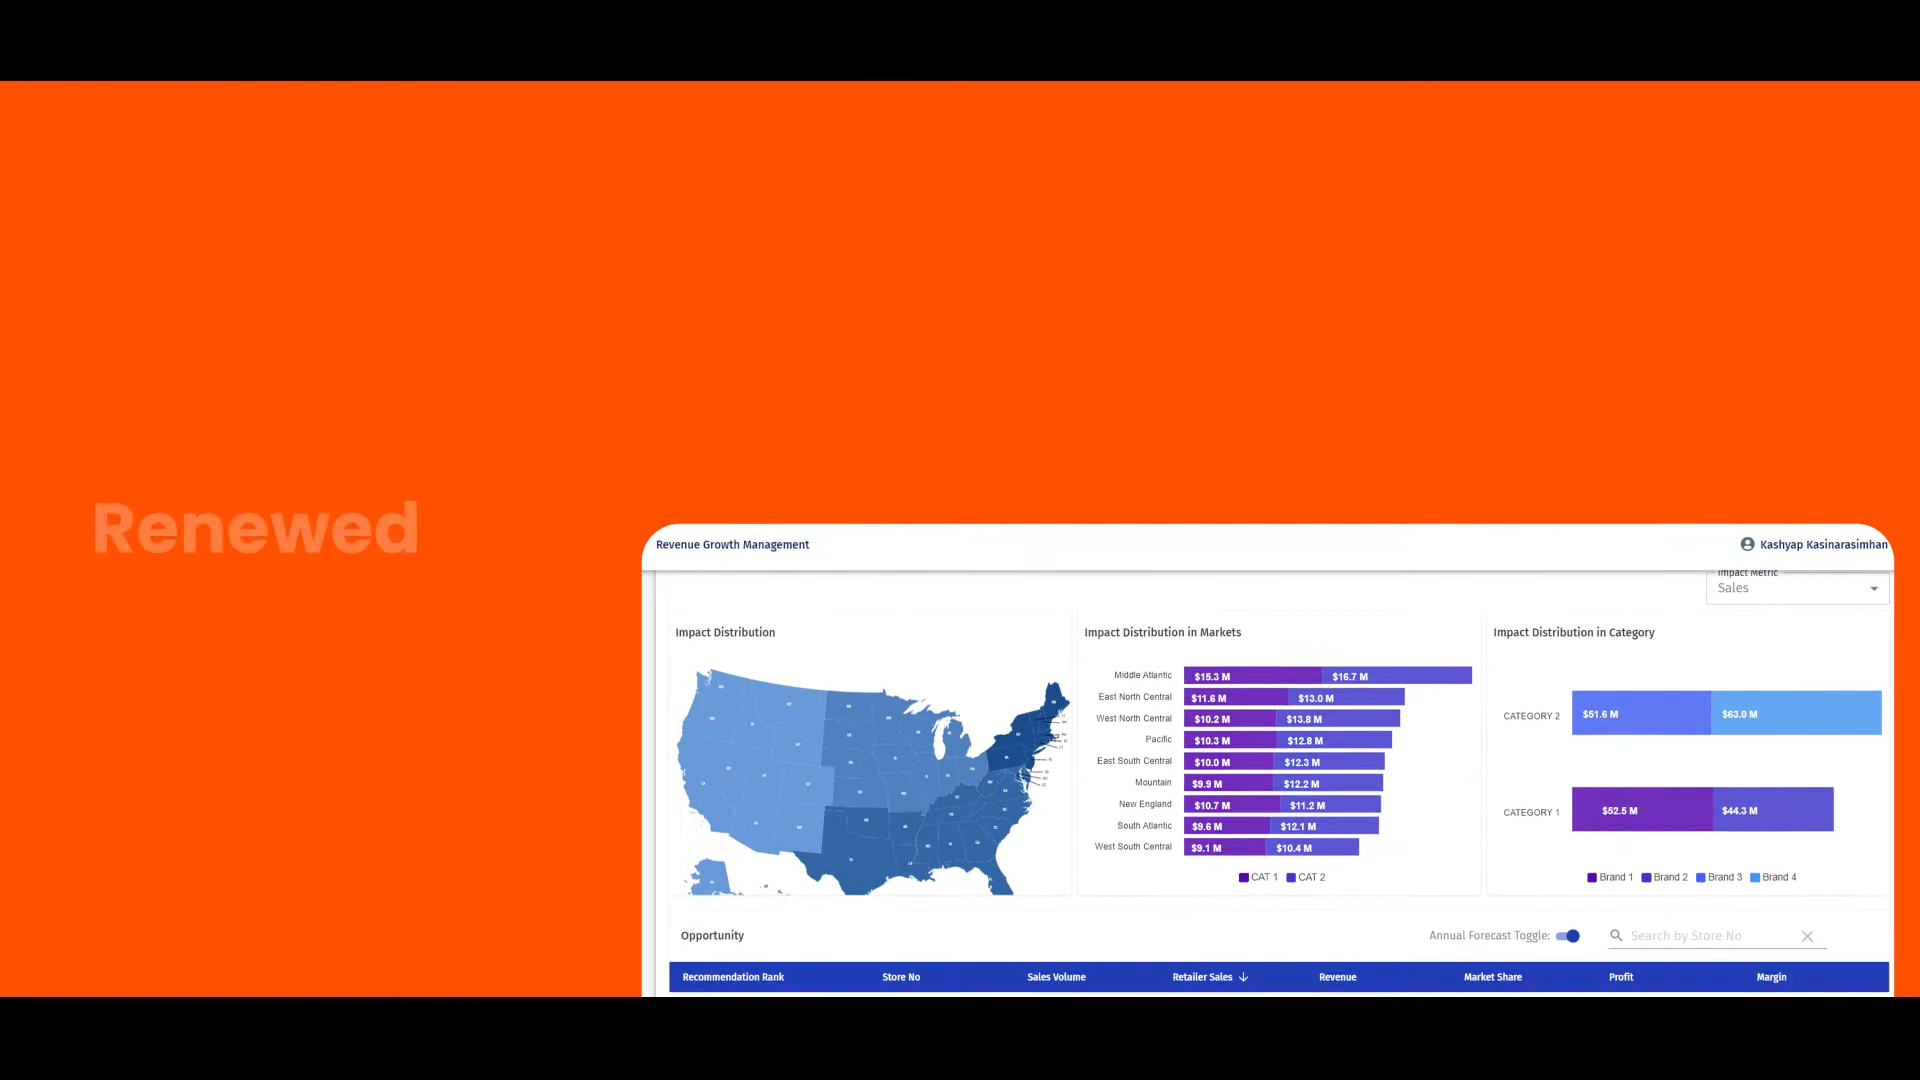 Renewed
Revenue Growth Management
Kashyap Kasinarasimhan
Impact Metric
Sales
Impact Distribution
Impact Distribution in Markets
Middle Atlantic $15.3 M $16.7 M
East North Central $11.6 M $13.0 M
West North Central $10.2 M $13.8 M
Pacific $10.3 M $12.8 M
East South Central $10.0 M $12.3 M
Mountain $9.9 M $12.2 M
New England $10.7 M $11.2 M
South Atlantic $9.6 M $12.1 M
West South Central $9.1 M $10.4 M
CAT 1 CAT 2
Impact Distribution in Category
CATEGORY 2 $51.6 M $63.0 M
CATEGORY 1 $52.5 M $44.3 M
Brand 1 Brand 2 Brand 3 Brand 4
Opportunity
Annual Forecast Toggle:
Search by Store No
Recommendation Rank Store No Sales Volume Retailer Sales Revenue Market Share Profit Margin